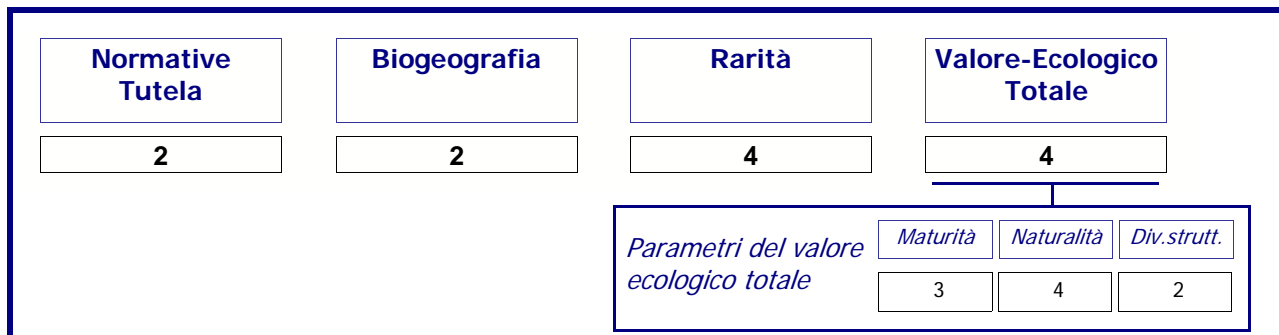 Normative
Tutela
Biogeografia
Rarità
Valore-Ecologico
Totale
2
2
4
4
Parametri del valore
ecologico totale
Maturità
Naturalità
Div.strutt.
3
4
2